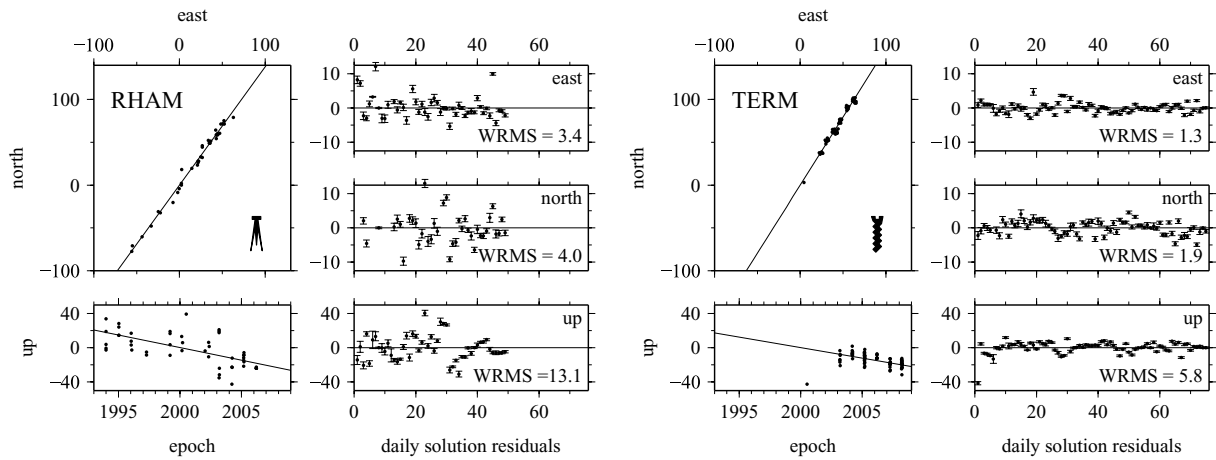 east
−100 0 100
RHAM
100
0
−100
north
0 20 40 60
east
10
0
−10
WRMS = 3.4
north
10
0
−10
WRMS = 4.0
40
0
−40
up
1995 2000 2005
epoch
up
40
0
−40
WRMS =13.1
0 20 40 60
daily solution residuals
east
−100 0 100
TERM
100
0
−100
north
0 20 40 60
east
10
0
−10
WRMS = 1.3
north
10
0
−10
WRMS = 1.9
40
0
−40
up
1995 2000 2005
epoch
up
40
0
−40
WRMS = 5.8
0 20 40 60
daily solution residuals